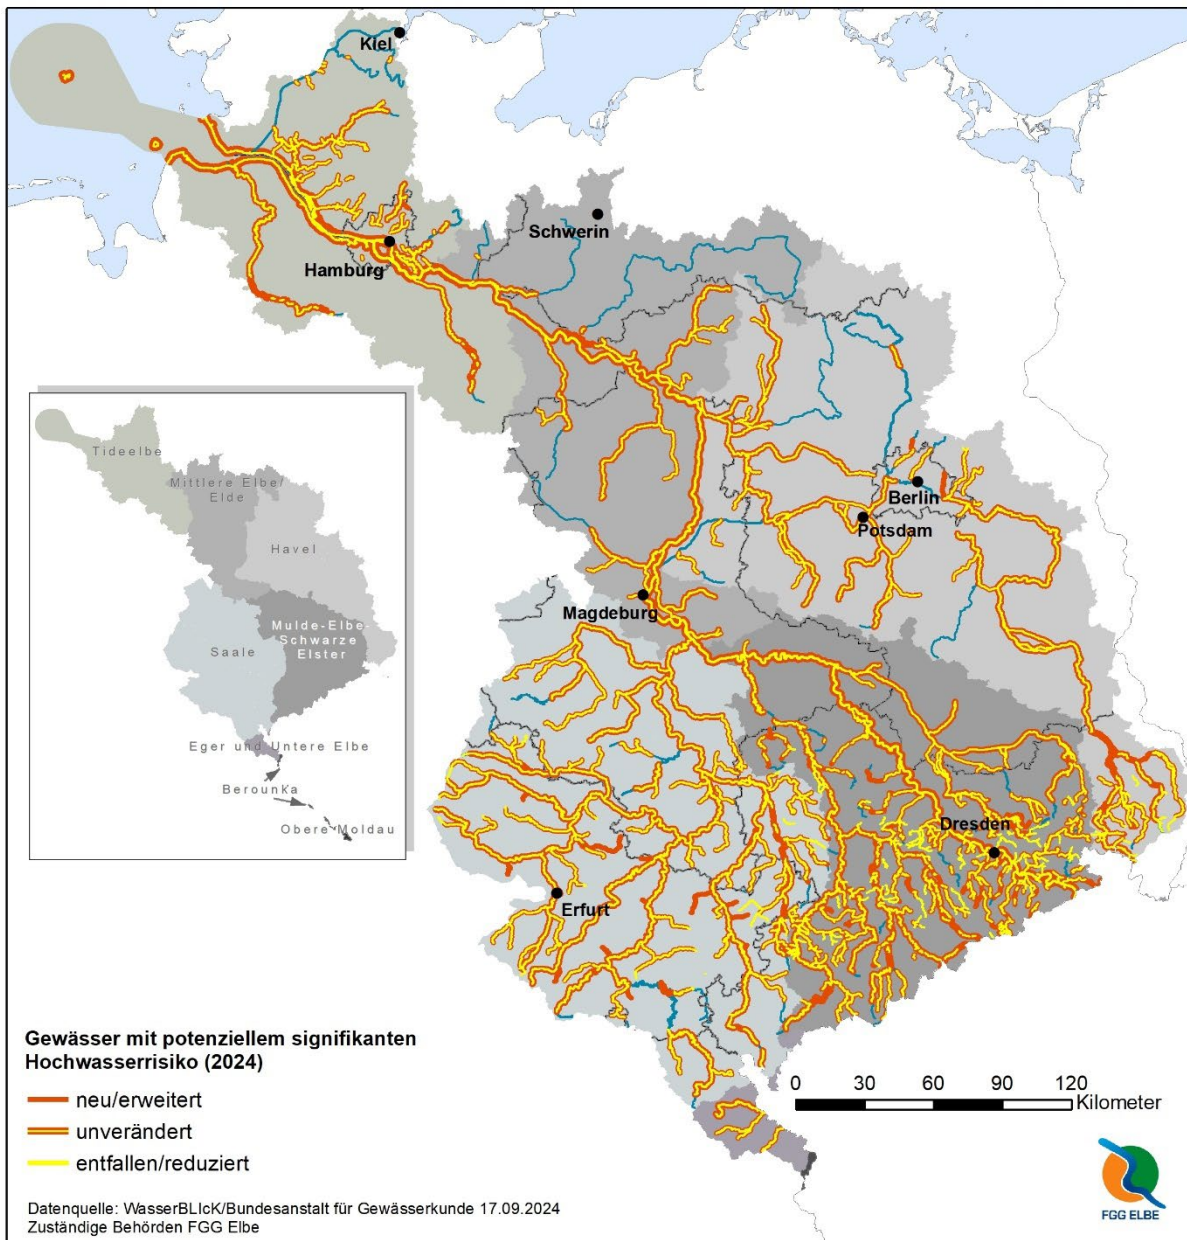 Kiel
Schwerin
Hamburg
Berlin
Potsdam
Magdeburg
Dresden
Erfurt
Tideelbe
Mittlere Elbe/
Elde
Havel
Mulde-Elbe-
Schwarze
Elster
Saale
Eger und Untere Elbe
Berounka
Obere Moldau
Gewässer mit potenziellem signifikanten
Hochwasserrisiko (2024)
neu/erweitert
unverändert
entfallen/reduziert
0 30 60 90 120
Kilometer
Datenquelle: WasserBLIcK/Bundesanstalt für Gewässerkunde 17.09.2024
Zuständige Behörden FGG Elbe
FGG ELBE